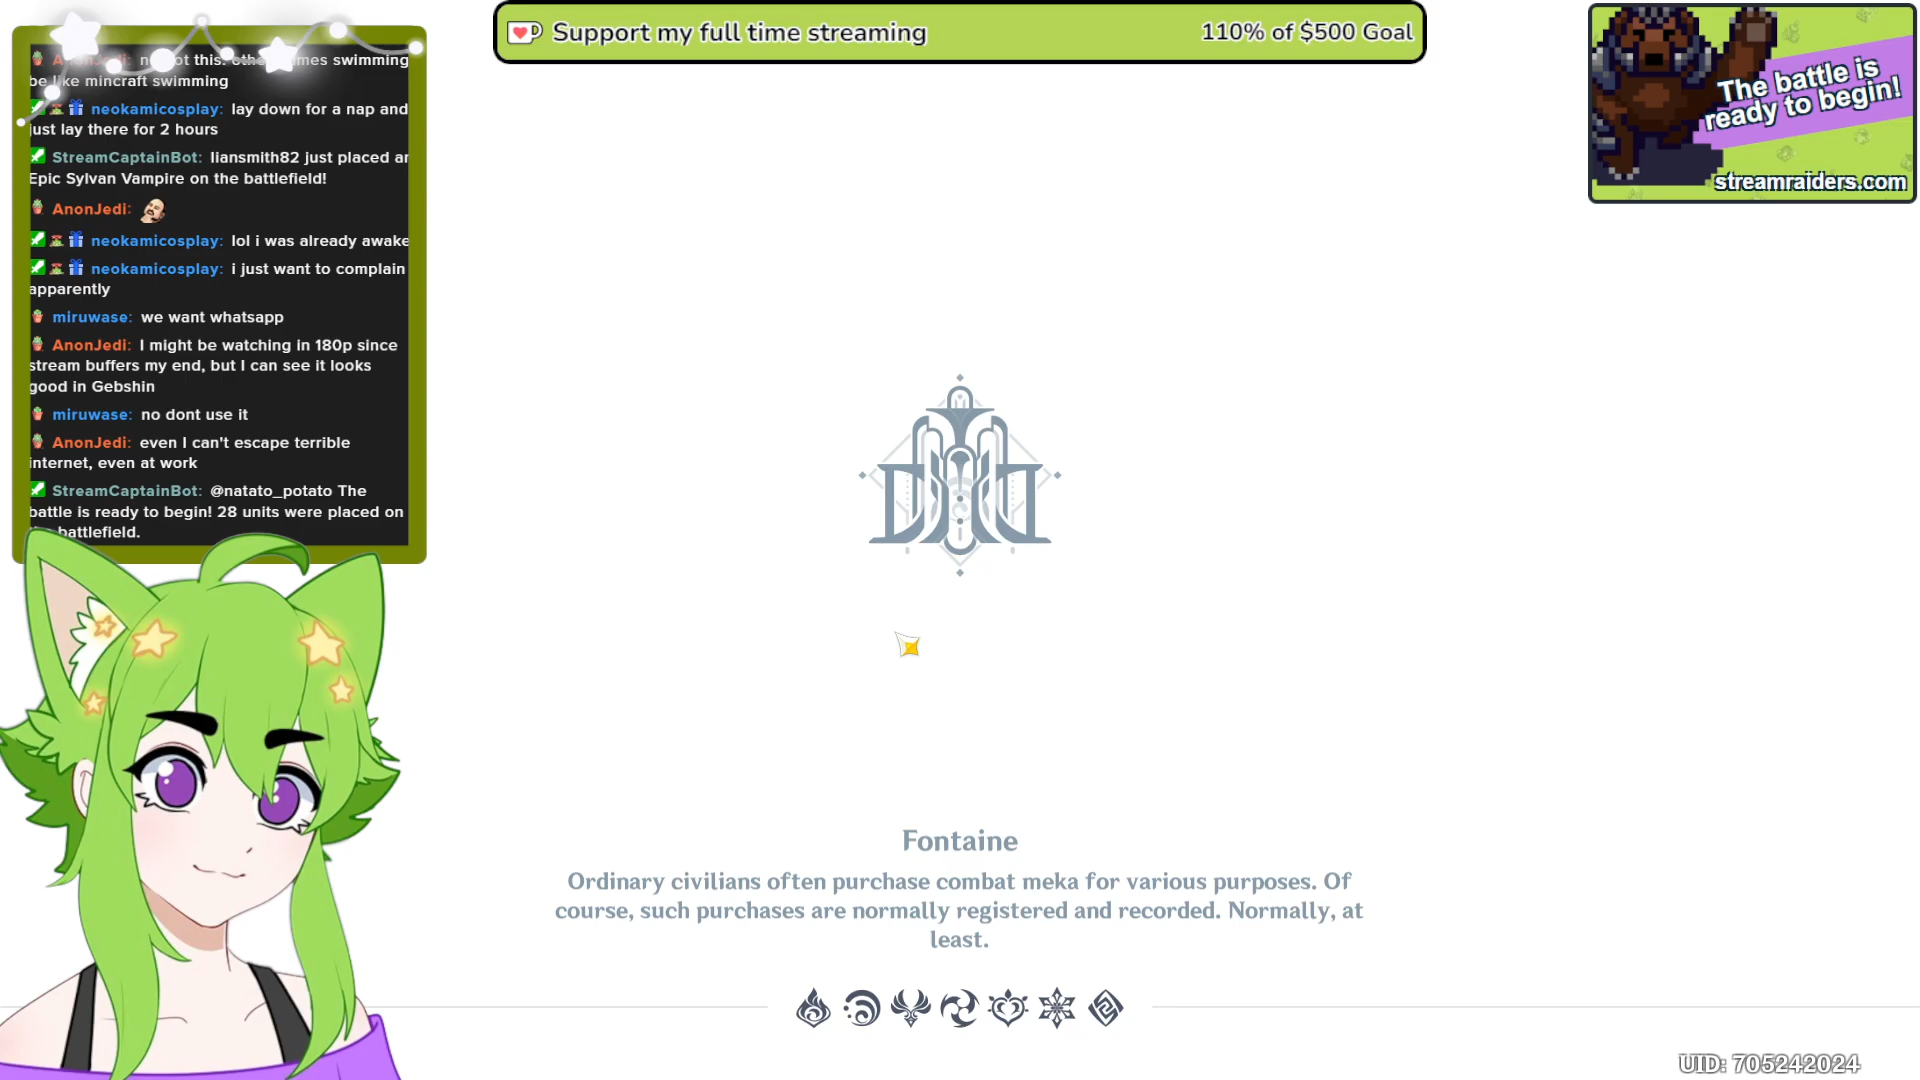 Support my full time streaming
110% of $500 Goal
The battle is
ready to begin!
streamraiders.com
swimming
be like mincraft swimming
neokamicosplay: lay down for a nap and
just lay there for 2 hours
StreamCaptainBot: liansmith82 just placed an
Epic Sylvan Vampire on the battlefield!
AnonJedi:
neokamicosplay: lol i was already awake
neokamicosplay: i just want to complain
apparently
miruwase: we want whatsapp
AnonJedi: I might be watching in 180p since
stream buffers my end, but I can see it looks
good in Gebshin
miruwase: no dont use it
AnonJedi: even I can't escape terrible
internet, even at work
StreamCaptainBot: @natato_potato The
battle is ready to begin! 28 units were placed on
battlefield.
Fontaine
Ordinary civilians often purchase combat meka for various purposes. Of
course, such purchases are normally registered and recorded. Normally, at
least.
UID: 705242024